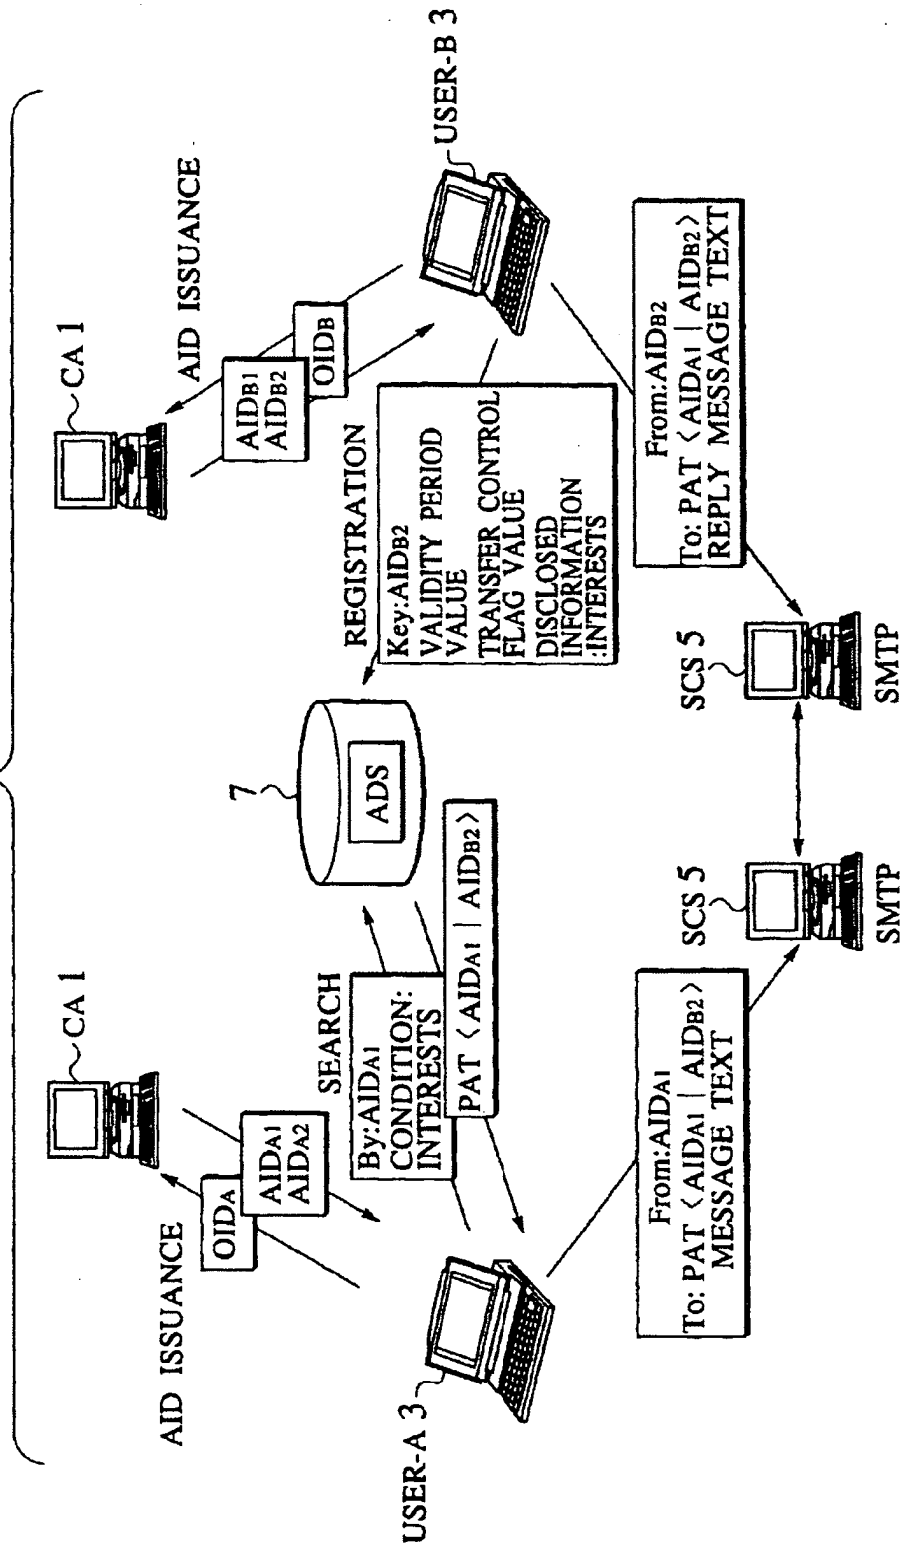 CA 1
CA 1
AID ISSUANCE
AID ISSUANCE
OIDA
AIDA1
AIDA2
AIDB1
AIDB2
OIDB
7
ADS
SEARCH
By:AIDA1
CONDITION:
INTERESTS
PAT <AIDA1 | AIDB2>
REGISTRATION
Key:AIDB2
VALIDITY PERIOD
VALUE
TRANSFER CONTROL
FLAG VALUE
DISCLOSED
INFORMATION
:INTERESTS
USER-A 3
USER-B 3
From:AIDA1
To: PAT <AIDA1 | AIDB2>
MESSAGE TEXT
SCS 5
SMTP
SCS 5
SMTP
From:AIDB2
To: PAT <AIDA1 | AIDB2>
REPLY MESSAGE TEXT